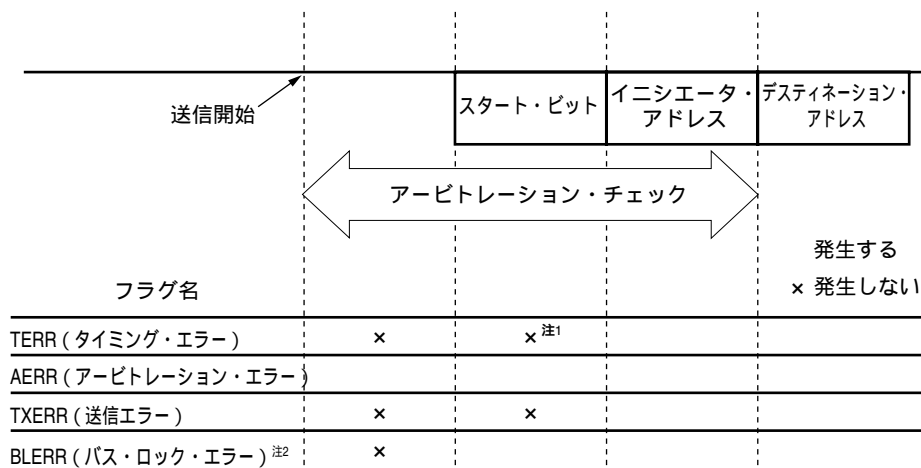 送信開始
スタート・ビット
イニシエータ・
アドレス
デスティネーション・
アドレス
アービトレーション・チェック
発生する
フラグ名
× 発生しない
TERR（タイミング・エラー） × ×注1
AERR（アービトレーション・エラー）
TXERR（送信エラー） × ×
BLERR（バス・ロック・エラー）注2 ×